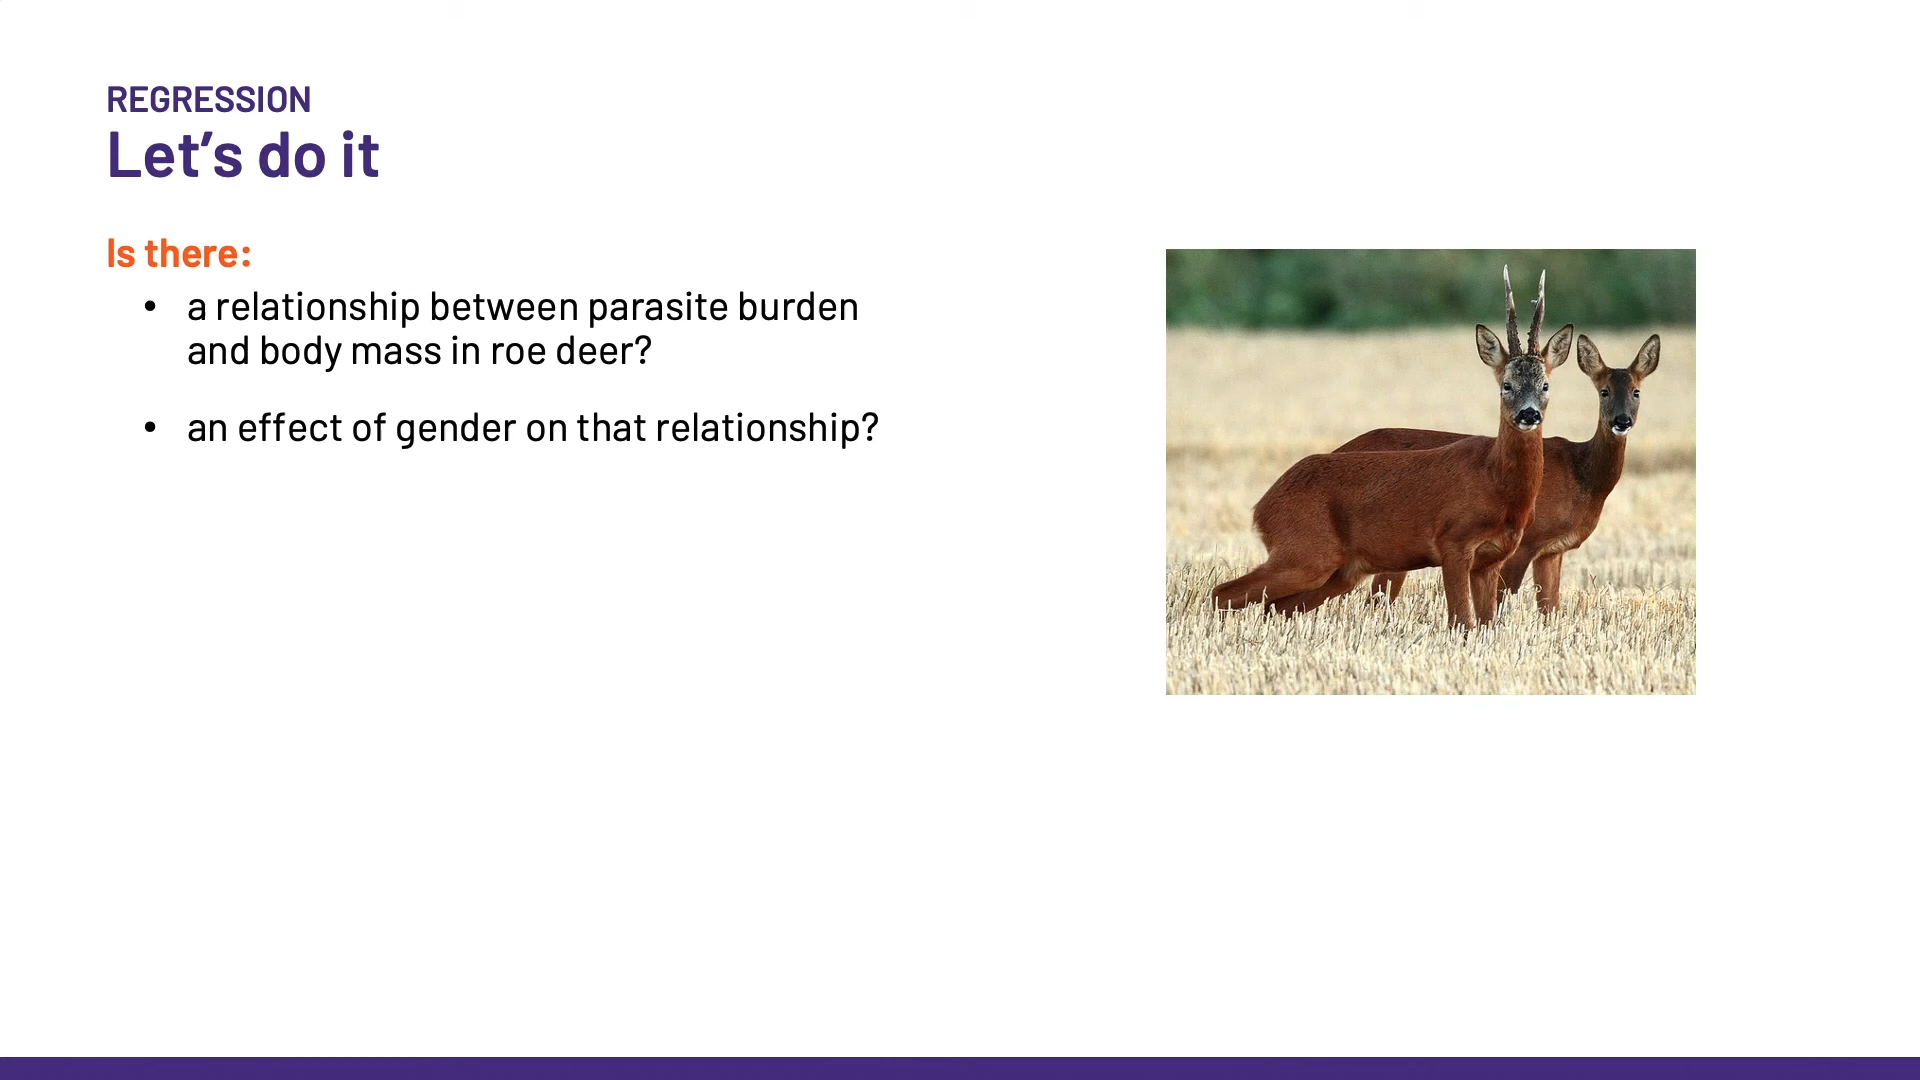 REGRESSION
Let’s do it
Is there:
• a relationship between parasite burden
and body mass in roe deer?
• an effect of gender on that relationship?